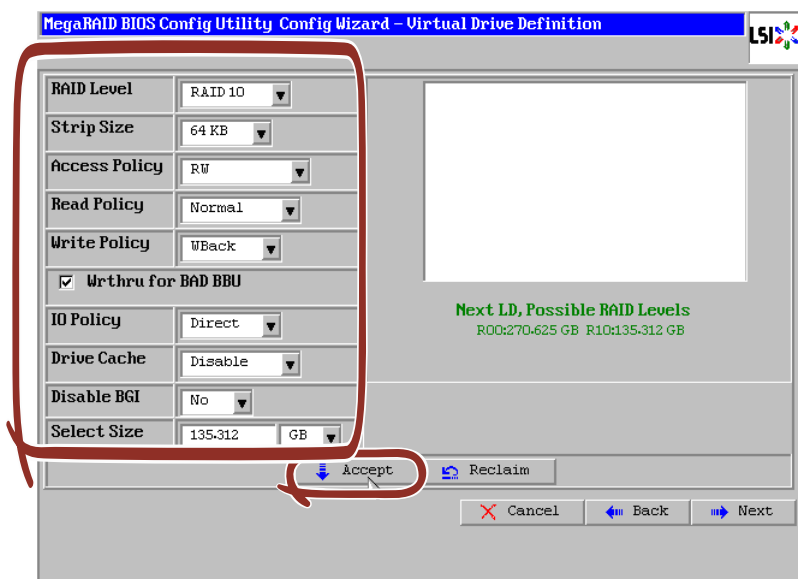 MegaRAID BIOS Config Utility Config Wizard - Virtual Drive Definition
LSI
RAID Level RAID 10
Strip Size 64 KB
Access Policy RW
Read Policy Normal
Write Policy WBack
Wrthru for BAD BBU
IO Policy Direct
Drive Cache Disable
Disable BGI No
Select Size 135.312 GB
Next LD, Possible RAID Levels
R00:270.625 GB R10:135.312 GB
Accept Reclaim
Cancel Back Next